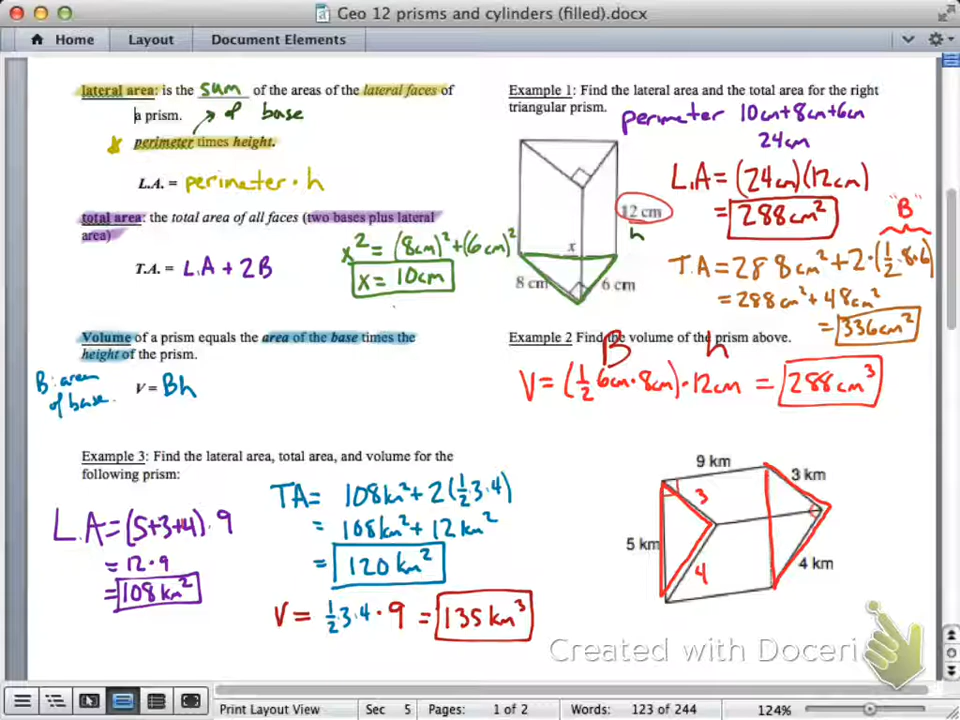 Geo 12 prisms and cylinders (filled).docx
Home Layout Document Elements
lateral area: is the sum of the areas of the lateral faces of
a prism. of base
perimeter times height.
L.A. = perimeter · h
total area: the total area of all faces (two bases plus lateral
area)
T.A. = L.A + 2B
x² = (8cm)² + (6cm)²
x = 10cm
Volume of a prism equals the area of the base times the
height of the prism.
B: area
of base.
V = Bh
Example 1: Find the lateral area and the total area for the right
triangular prism.
perimeter 10cm+8cm+6cm
24cm
L.A = (24cm)(12cm)
= 288cm²
12 cm
h
x
8 cm
6 cm
"B"
T.A = 288cm² + 2·(½·8·6)
= 288cm² + 48cm²
= 336cm²
Example 2 Find the volume of the prism above.
B h
V = (½ 6cm·8cm)·12cm = 288cm³
Example 3: Find the lateral area, total area, and volume for the
following prism:
L.A = (5+3+4)·9
= 12·9
= 108km²
TA = 108km² + 2(½·3·4)
= 108km² + 12km²
= 120km²
V = ½·3·4·9 = 135km³
9 km
3 km
3
5 km
4
4 km
Created with Doceri
Print Layout View Sec 5 Pages: 1 of 2 Words: 123 of 244 124%